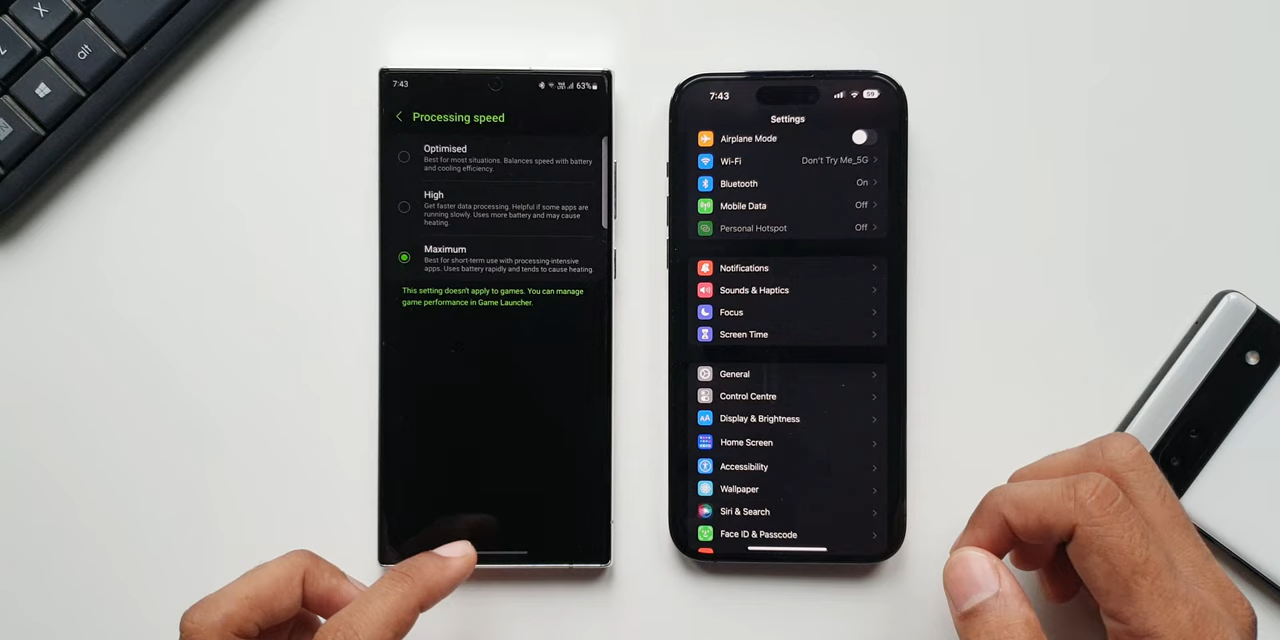 X
Z
alt
N
7:43
63%
Processing speed
Optimised
Best for most situations. Balances speed with battery
and cooling efficiency.
High
Get faster data processing. Helpful if some apps are
running slowly. Uses more battery and may cause
heating.
Maximum
Best for short-term use with processing-intensive
apps. Uses battery rapidly and tends to cause heating.
This setting doesn't apply to games. You can manage
game performance in Game Launcher.
7:43
59
Settings
Airplane Mode
Wi-Fi Don't Try Me_5G
Bluetooth On
Mobile Data Off
Personal Hotspot Off
Notifications
Sounds & Haptics
Focus
Screen Time
General
Control Centre
AA Display & Brightness
Home Screen
Accessibility
Wallpaper
Siri & Search
Face ID & Passcode